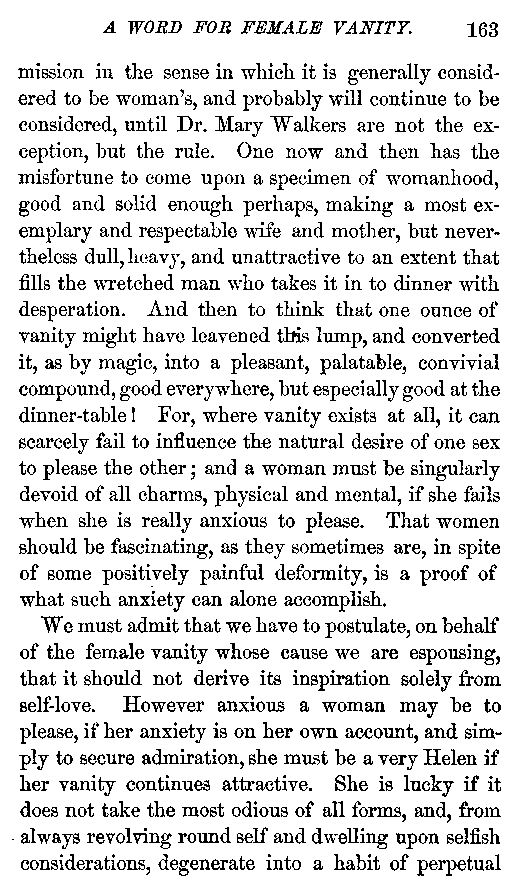 A WORD FOR FEMALE VANITY. 163
mission in the sense in which it is generally consid-
ered to be woman's, and probably will continue to be
considered, until Dr. Mary Walkers are not the ex-
ception, but the rule. One now and then has the
misfortune to come upon a specimen of womanhood,
good and solid enough perhaps, making a most ex-
emplary and respectable wife and mother, but never-
theless dull, heavy, and unattractive to an extent that
fills the wretched man who takes it in to dinner with
desperation. And then to think that one ounce of
vanity might have leavened this lump, and converted
it, as by magic, into a pleasant, palatable, convivial
compound, good everywhere, but especially good at the
dinner-table! For, where vanity exists at all, it can
scarcely fail to influence the natural desire of one sex
to please the other; and a woman must be singularly
devoid of all charms, physical and mental, if she fails
when she is really anxious to please. That women
should be fascinating, as they sometimes are, in spite
of some positively painful deformity, is a proof of
what such anxiety can alone accomplish.
We must admit that we have to postulate, on behalf
of the female vanity whose cause we are espousing,
that it should not derive its inspiration solely from
self-love. However anxious a woman may be to
please, if her anxiety is on her own account, and sim-
ply to secure admiration, she must be a very Helen if
her vanity continues attractive. She is lucky if it
does not take the most odious of all forms, and, from
always revolving round self and dwelling upon selfish
considerations, degenerate into a habit of perpetual